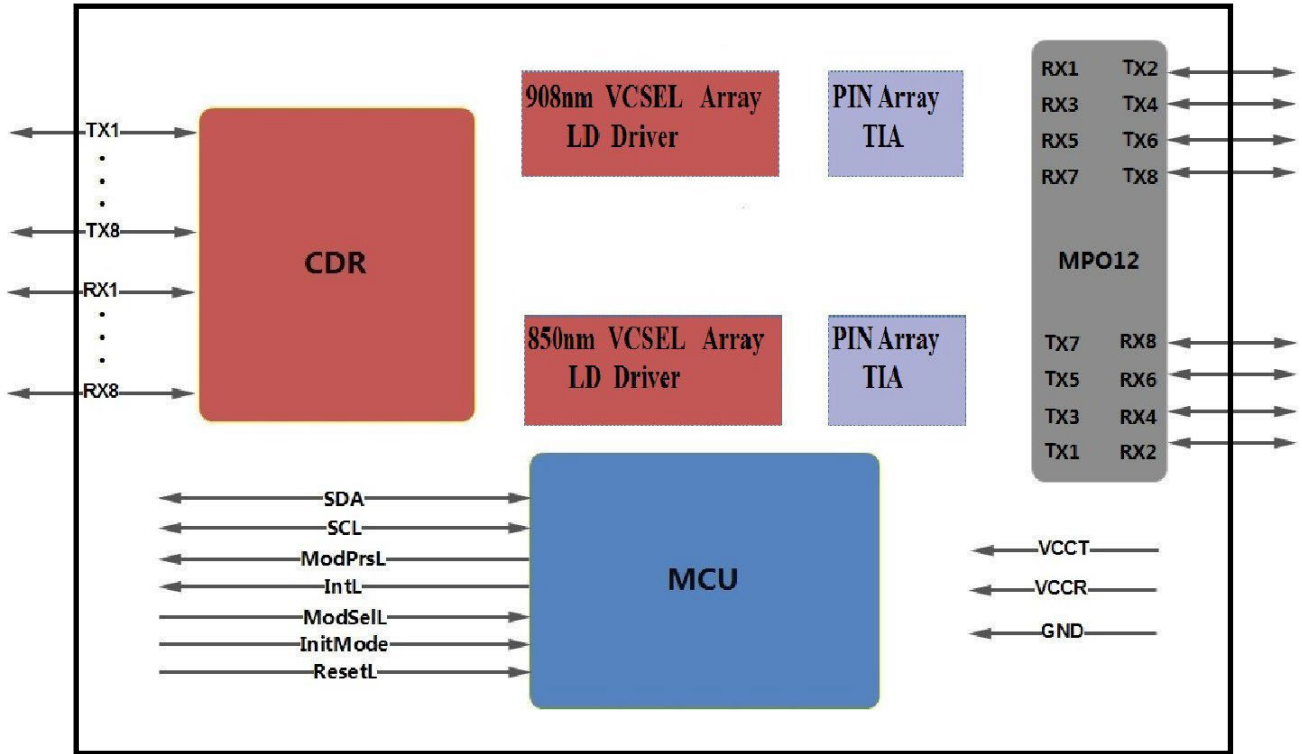 908nm VCSEL Array
LD Driver
PIN Array
TIA
RX1 TX2
RX3 TX4
RX5 TX6
RX7 TX8
MPO12
TX7 RX8
TX5 RX6
TX3 RX4
TX1 RX2
TX1
TX8
RX1
RX8
CDR
850nm VCSEL Array
LD Driver
PIN Array
TIA
SDA
SCL
ModPrsL
IntL
ModSelL
InitMode
ResetL
MCU
VCCT
VCCR
GND